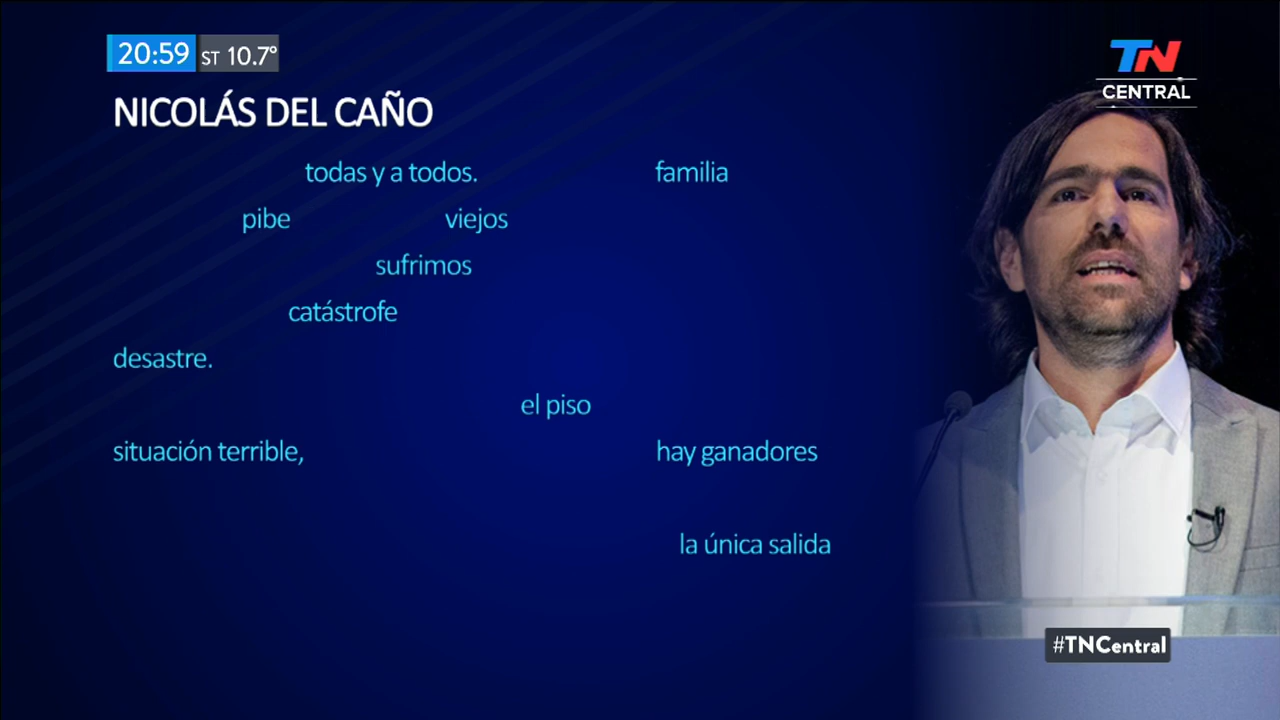 20:59 ST 10.7°
TN
CENTRAL
NICOLÁS DEL CAÑO
todas y a todos. familia
pibe viejos
sufrimos
catástrofe
desastre.
el piso
situación terrible, hay ganadores
la única salida
#TNCentral